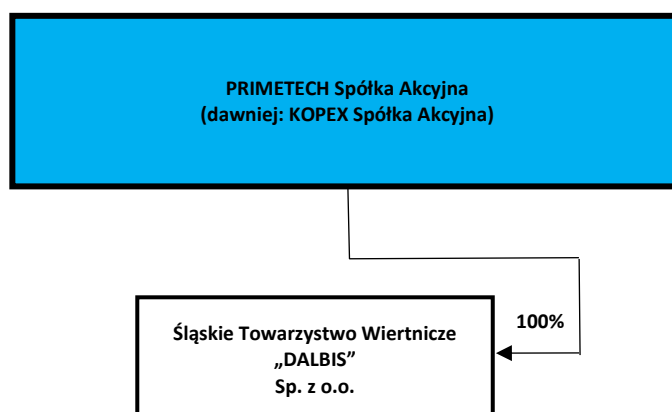 PRIMETECH Spółka Akcyjna
(dawniej: KOPEX Spółka Akcyjna)
100%
Śląskie Towarzystwo Wiertnicze
„DALBIS”
Sp. z o.o.